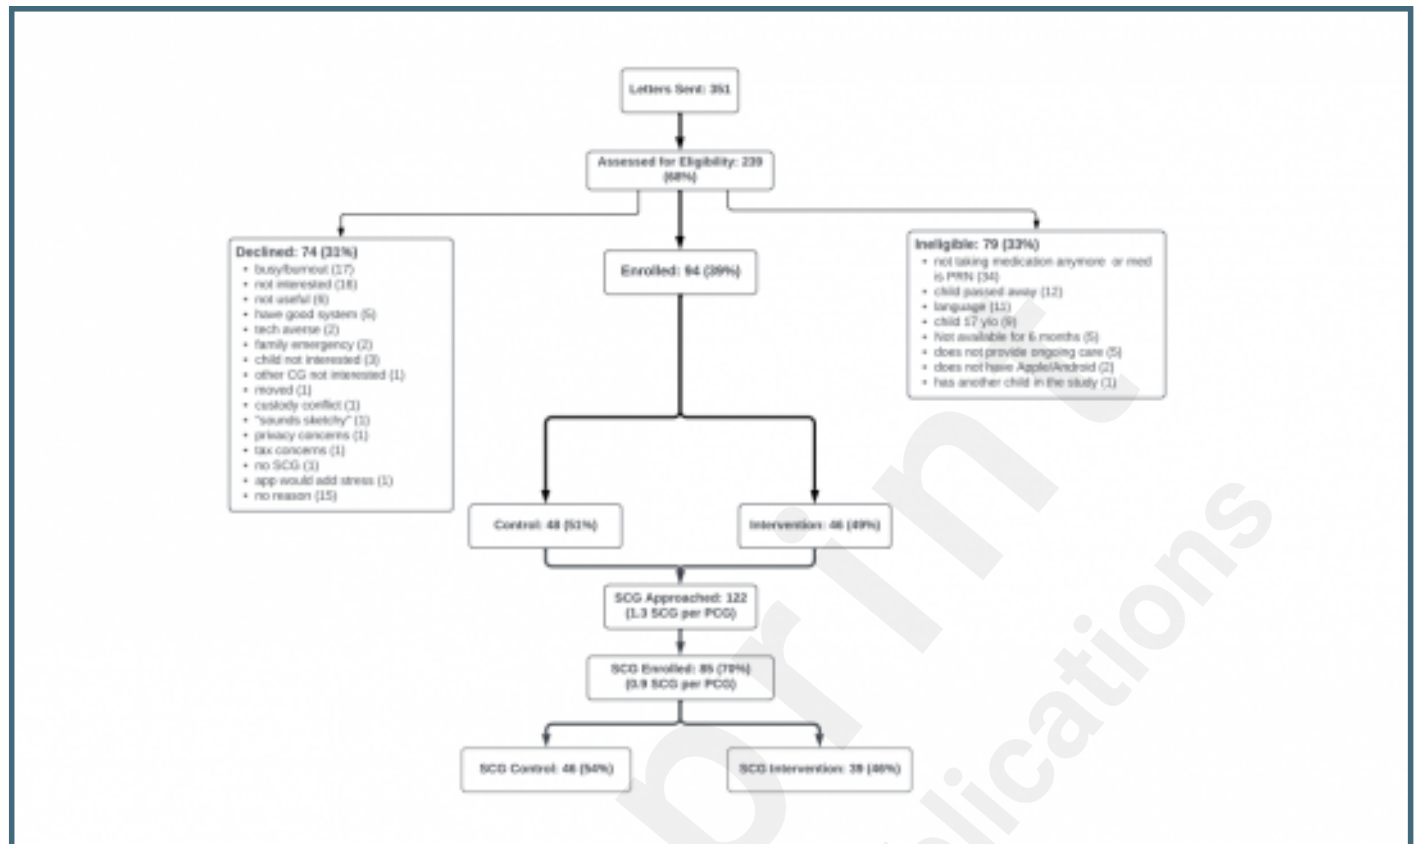 Letters Sent: 351
Assessed for Eligibility: 239
(68%)
Declined: 74 (31%)
• busy/burnout (17)
• not interested (16)
• not useful (6)
• have good system (5)
• tech averse (2)
• family emergency (2)
• child not interested (3)
• other CG not interested (1)
• moved (1)
• custody conflict (1)
• "sounds sketchy" (1)
• privacy concerns (1)
• tax concerns (1)
• no SCG (1)
• app would add stress (1)
• no reason (15)
Enrolled: 94 (39%)
Ineligible: 79 (33%)
• not taking medication anymore or med
is PRN (34)
• child passed away (12)
• language (11)
• child 17 y/o (9)
• Not available for 6 months (5)
• does not provide ongoing care (5)
• does not have Apple/Android (2)
• has another child in the study (1)
Control: 48 (51%)
Intervention: 46 (49%)
SCG Approached: 122
(1.3 SCG per PCG)
SCG Enrolled: 85 (70%)
(0.9 SCG per PCG)
SCG Control: 46 (54%)
SCG Intervention: 39 (46%)
print
lications